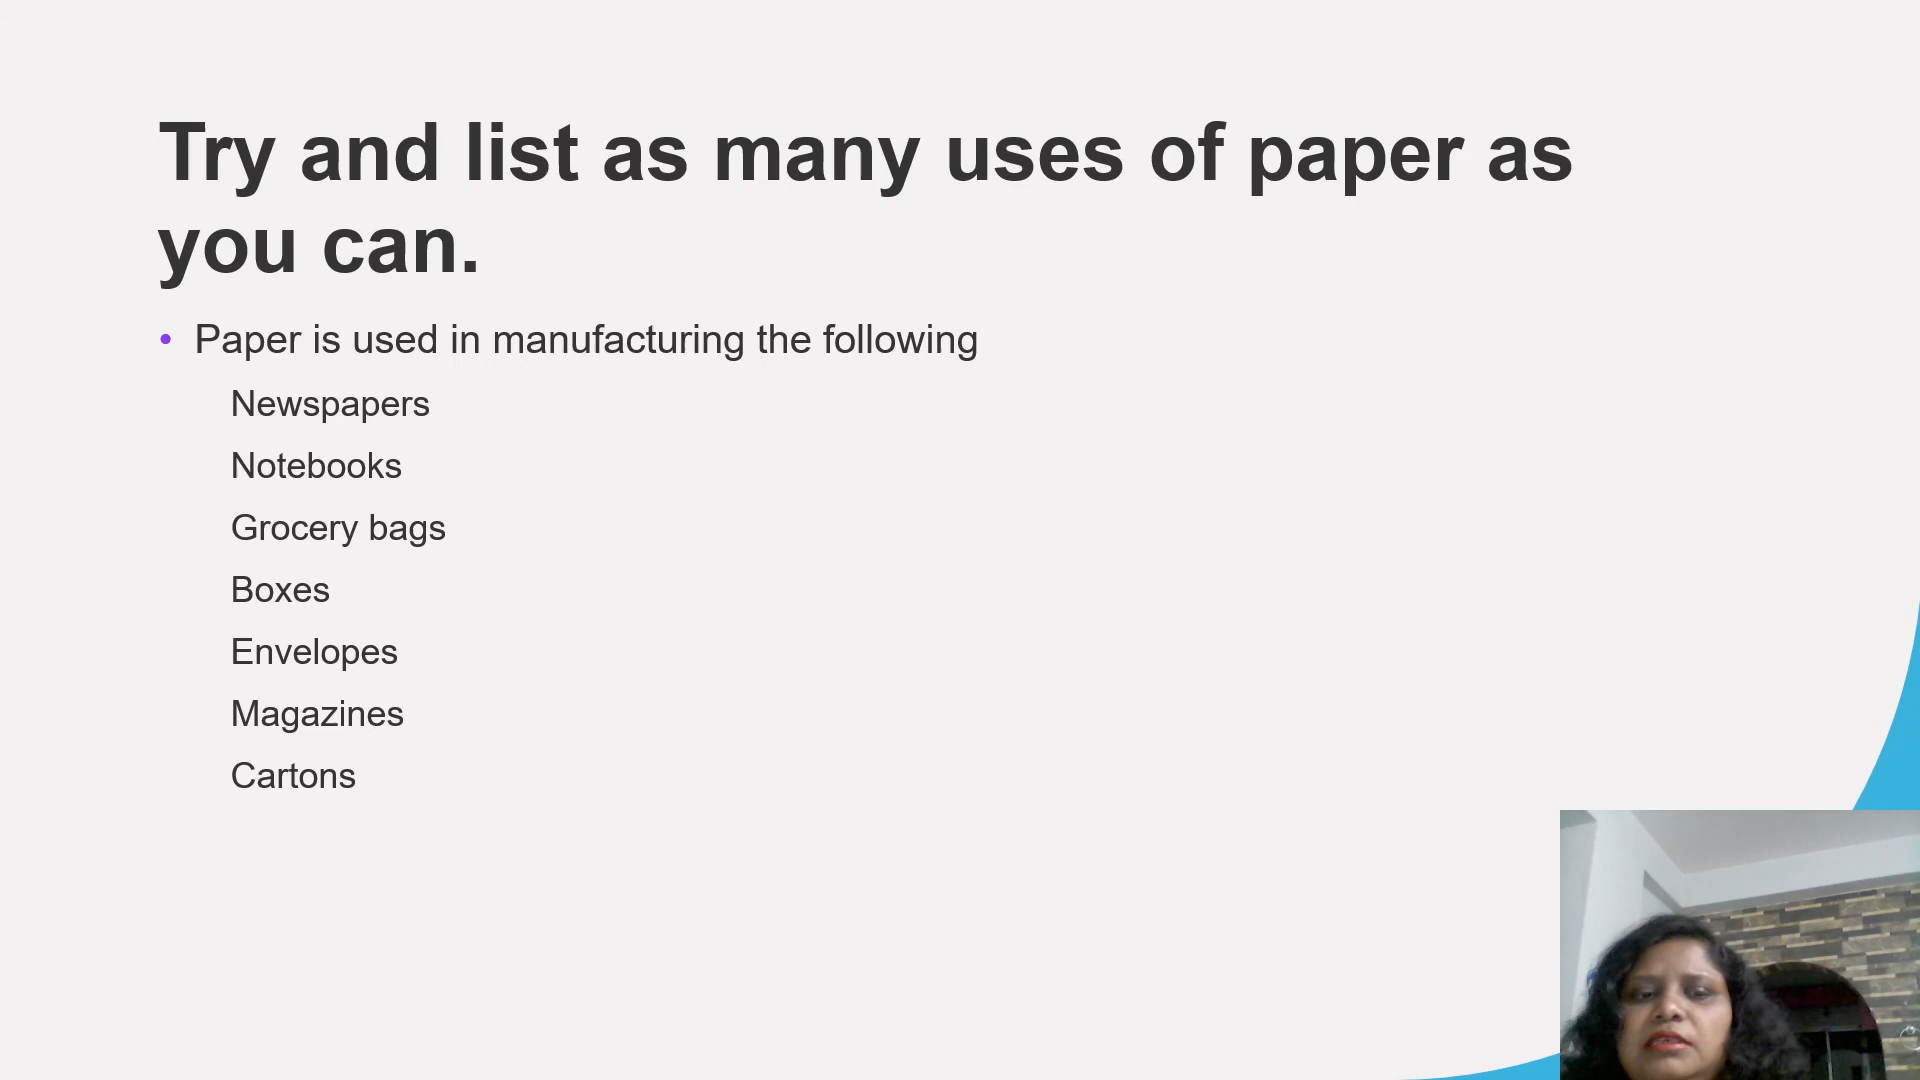 Try and list as many uses of paper as
you can.
• Paper is used in manufacturing the following
Newspapers
Notebooks
Grocery bags
Boxes
Envelopes
Magazines
Cartons